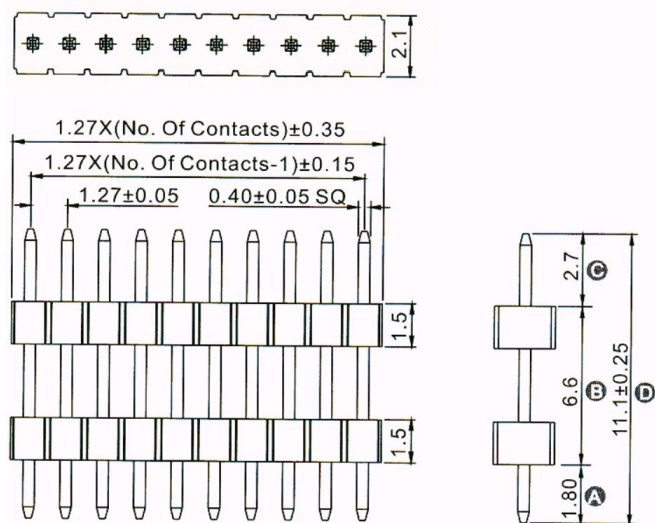 2.1
1.27X(No. Of Contacts)±0.35
1.27X(No. Of Contacts-1)±0.15
1.27±0.05
0.40±0.05 SQ
1.5
1.5
2.7 C
6.6 B
11.1±0.25 D
1.80 A